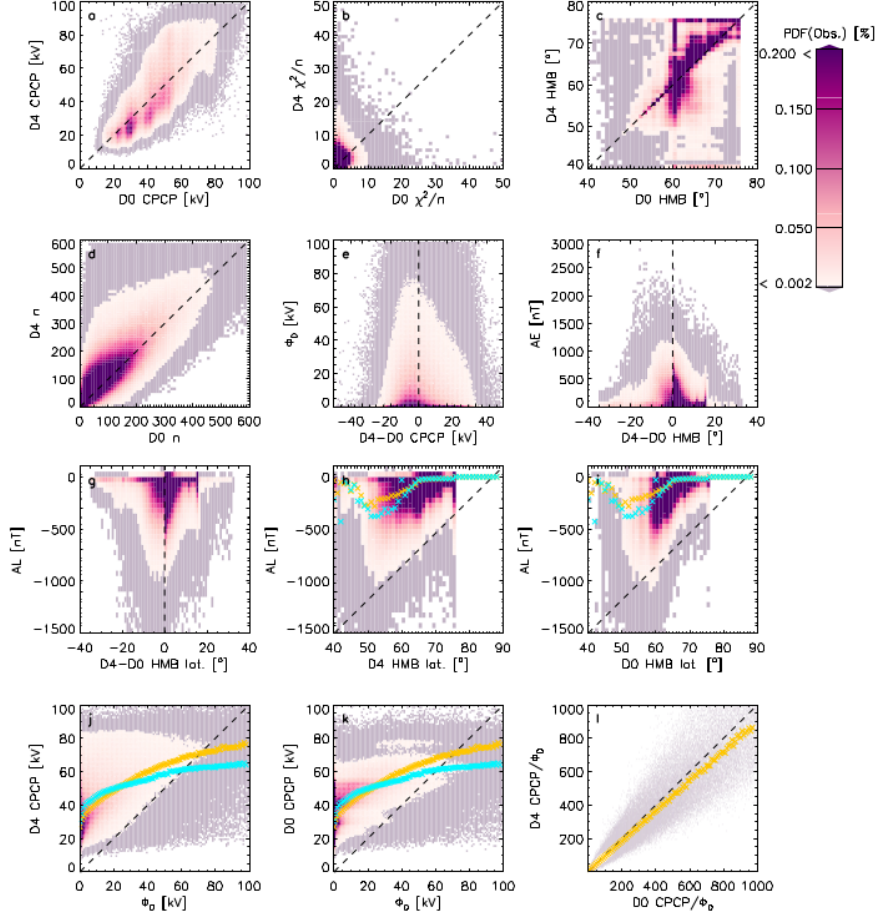 a
D4 CPCP [kV]
100
80
60
40
20
0
0 20 40 60 80 100
D0 CPCP [kV]
b
D4 χ²/n
50
40
30
20
10
0
0 10 20 30 40 50
D0 χ²/n
c
D4 HMB [°]
80
70
60
50
40
40 50 60 70 80
D0 HMB [°]
PDF(Obs.) [%]
0.200 <
0.150
0.100
0.050
< 0.002
d
D4 n
600
500
400
300
200
100
0
0 100 200 300 400 500 600
D0 n
e
Φ_D [kV]
100
80
60
40
20
0
-40 -20 0 20 40
D4-D0 CPCP [kV]
f
AE [nT]
3000
2500
2000
1500
1000
500
0
-40 -20 0 20 40
D4-D0 HMB [°]
g
AL [nT]
0
-500
-1000
-1500
-40 -20 0 20 40
D4-D0 HMB lat. [°]
h
AL [nT]
0
-500
-1000
-1500
40 50 60 70 80 90
D4 HMB lat. [°]
i
AL [nT]
0
-500
-1000
-1500
40 50 60 70 80 90
D0 HMB lat [°]
j
D4 CPCP [kV]
100
80
60
40
20
0
0 20 40 60 80 100
Φ_D [kV]
k
D0 CPCP [kV]
100
80
60
40
20
0
0 20 40 60 80 100
Φ_D [kV]
l
D4 CPCP/Φ_D
1000
800
600
400
200
200 400 600 800 1000
D0 CPCP/Φ_D